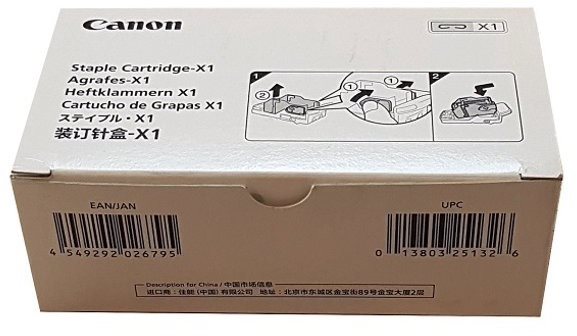 Canon
X1
Staple Cartridge-X1
Agrafes-X1
Heftklammern X1
Cartucho de Grapas X1
ステイプル・X1
装订针盒-X1
1
2
1
1
2
EAN/JAN
4 549292 026795
UPC
0 13803 25132 6
Description for China / 中国市场信息
进口商：佳能（中国）有限公司 地址：北京市东城区金宝街89号金宝大厦2层